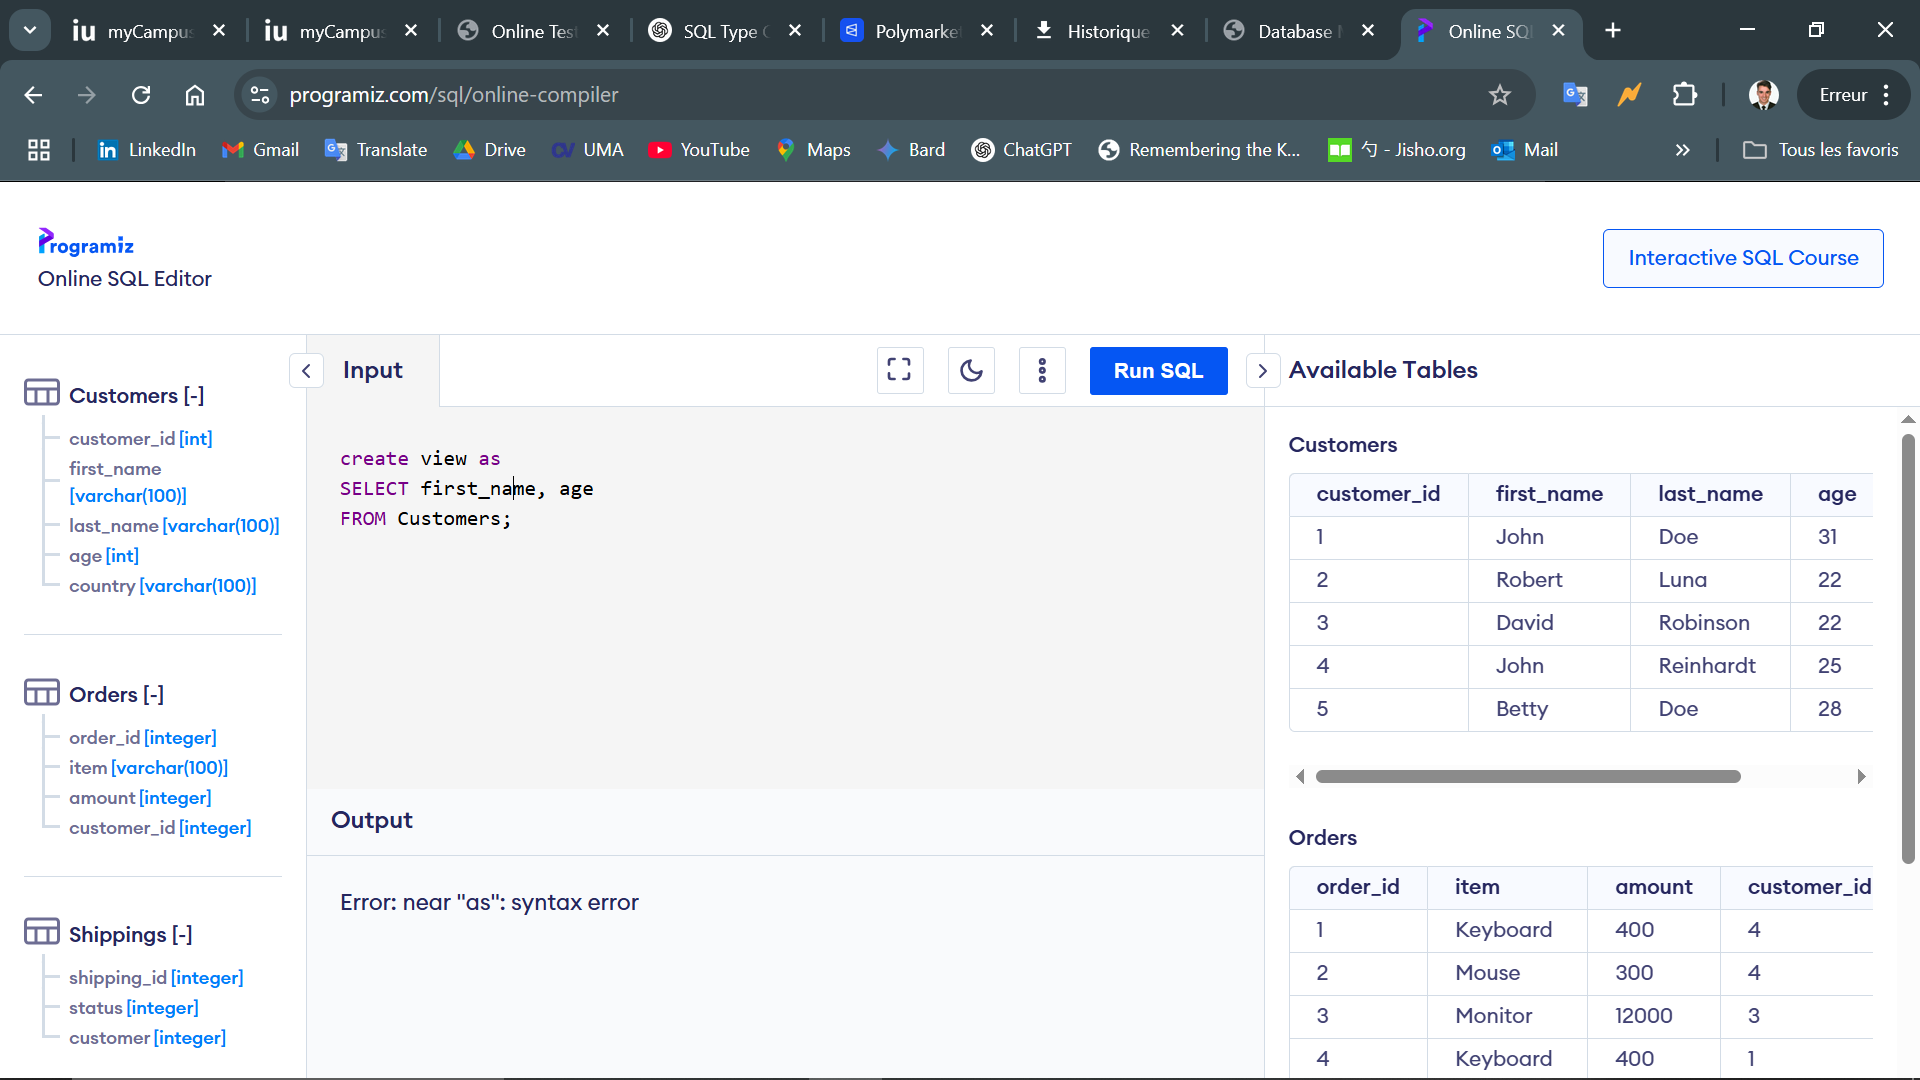 myCampus
myCampus
Online Test
SQL Type C
Polymarket
Historique
Database M
Online SQL
programiz.com/sql/online-compiler
Erreur
LinkedIn
Gmail
Translate
Drive
UMA
YouTube
Maps
Bard
ChatGPT
Remembering the K...
勺 - Jisho.org
Mail
Tous les favoris
Programiz
Online SQL Editor
Interactive SQL Course
Customers [-]
customer_id [int]
first_name
[varchar(100)]
last_name [varchar(100)]
age [int]
country [varchar(100)]
Orders [-]
order_id [integer]
item [varchar(100)]
amount [integer]
customer_id [integer]
Shippings [-]
shipping_id [integer]
status [integer]
customer [integer]
Input
Run SQL
create view as
SELECT first_name, age
FROM Customers;
Output
Error: near "as": syntax error
Available Tables
Customers
customer_id first_name last_name age
1 John Doe 31
2 Robert Luna 22
3 David Robinson 22
4 John Reinhardt 25
5 Betty Doe 28
Orders
order_id item amount customer_id
1 Keyboard 400 4
2 Mouse 300 4
3 Monitor 12000 3
4 Keyboard 400 1